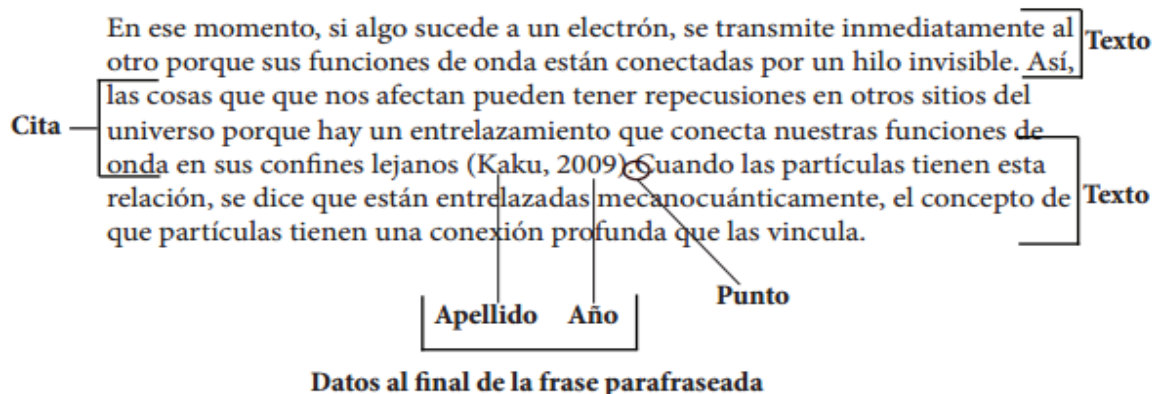 En ese momento, si algo sucede a un electrón, se transmite inmediatamente al
Texto
otro porque sus funciones de onda están conectadas por un hilo invisible. Así,
las cosas que que nos afectan pueden tener repecusiones en otros sitios del
Cita
universo porque hay un entrelazamiento que conecta nuestras funciones de
onda en sus confines lejanos (Kaku, 2009).Cuando las partículas tienen esta
relación, se dice que están entrelazadas mecanocuánticamente, el concepto de
Texto
que partículas tienen una conexión profunda que las vincula.
Punto
Apellido Año
Datos al final de la frase parafraseada